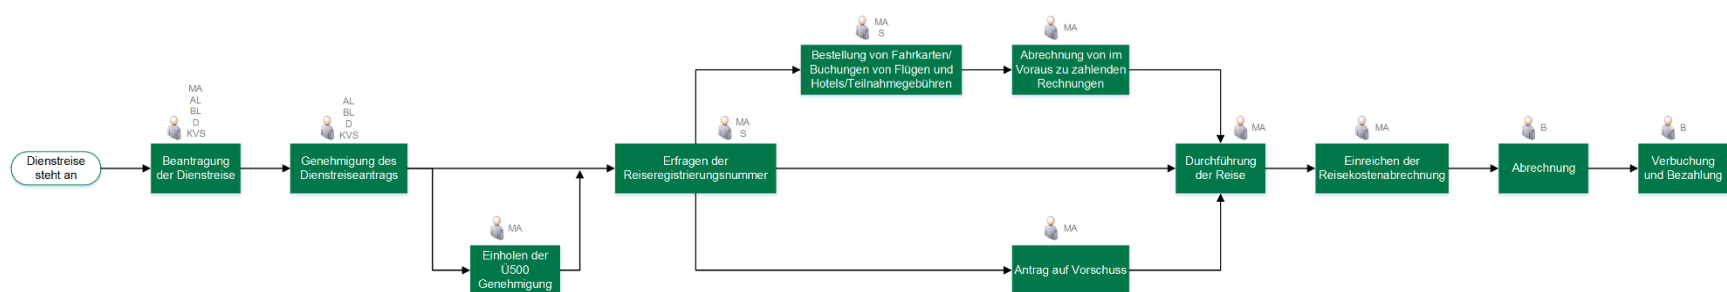 Dienstreise
steht an
MA
AL
BL
D
KVS
Beantragung
der Dienstreise
AL
BL
D
KVS
Genehmigung des
Dienstreiseantrags
MA
Einholen der
Ü500
Genehmigung
MA
S
Erfragen der
Reiseregistrierungsnummer
MA
S
Bestellung von Fahrkarten/
Buchungen von Flügen und
Hotels/Teilnahmegebühren
MA
Abrechnung von im
Voraus zu zahlenden
Rechnungen
MA
Antrag auf Vorschuss
MA
Durchführung
der Reise
MA
Einreichen der
Reisekostenabrechnung
B
Abrechnung
B
Verbuchung
und Bezahlung